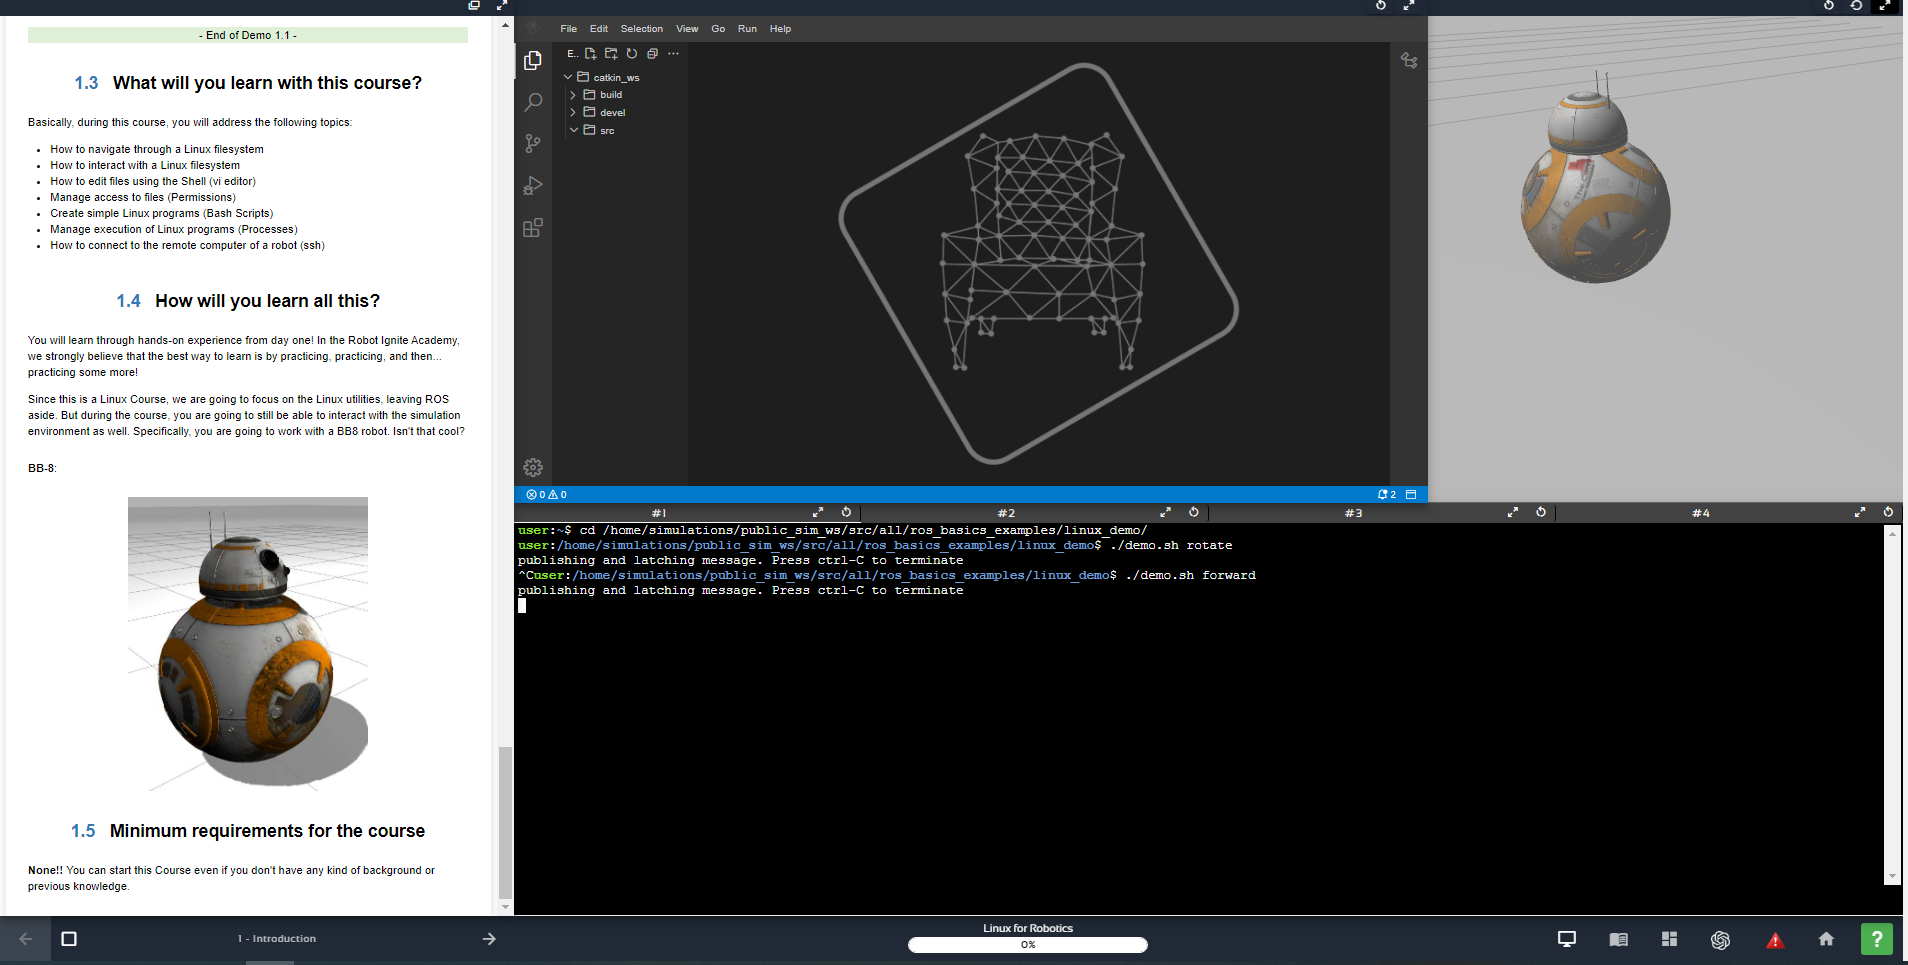 - End of Demo 1.1 -
1.3 What will you learn with this course?
Basically, during this course, you will address the following topics:
How to navigate through a Linux filesystem
How to interact with a Linux filesystem
How to edit files using the Shell (vi editor)
Manage access to files (Permissions)
Create simple Linux programs (Bash Scripts)
Manage execution of Linux programs (Processes)
How to connect to the remote computer of a robot (ssh)
1.4 How will you learn all this?
You will learn through hands-on experience from day one! In the Robot Ignite Academy,
we strongly believe that the best way to learn is by practicing, practicing, and then...
practicing some more!
Since this is a Linux Course, we are going to focus on the Linux utilities, leaving ROS
aside. But during the course, you are going to still be able to interact with the simulation
environment as well. Specifically, you are going to work with a BB8 robot. Isn't that cool?
BB-8:
1.5 Minimum requirements for the course
None!! You can start this Course even if you don't have any kind of background or
previous knowledge.
File Edit Selection View Go Run Help
E..
catkin_ws
build
devel
src
0 0
2
#1 #2 #3 #4
user:~$ cd /home/simulations/public_sim_ws/src/all/ros_basics_examples/linux_demo/
user:/home/simulations/public_sim_ws/src/all/ros_basics_examples/linux_demo$ ./demo.sh rotate
publishing and latching message. Press ctrl-C to terminate
^Cuser:/home/simulations/public_sim_ws/src/all/ros_basics_examples/linux_demo$ ./demo.sh forward
publishing and latching message. Press ctrl-C to terminate
1 - Introduction
Linux for Robotics
0%
?